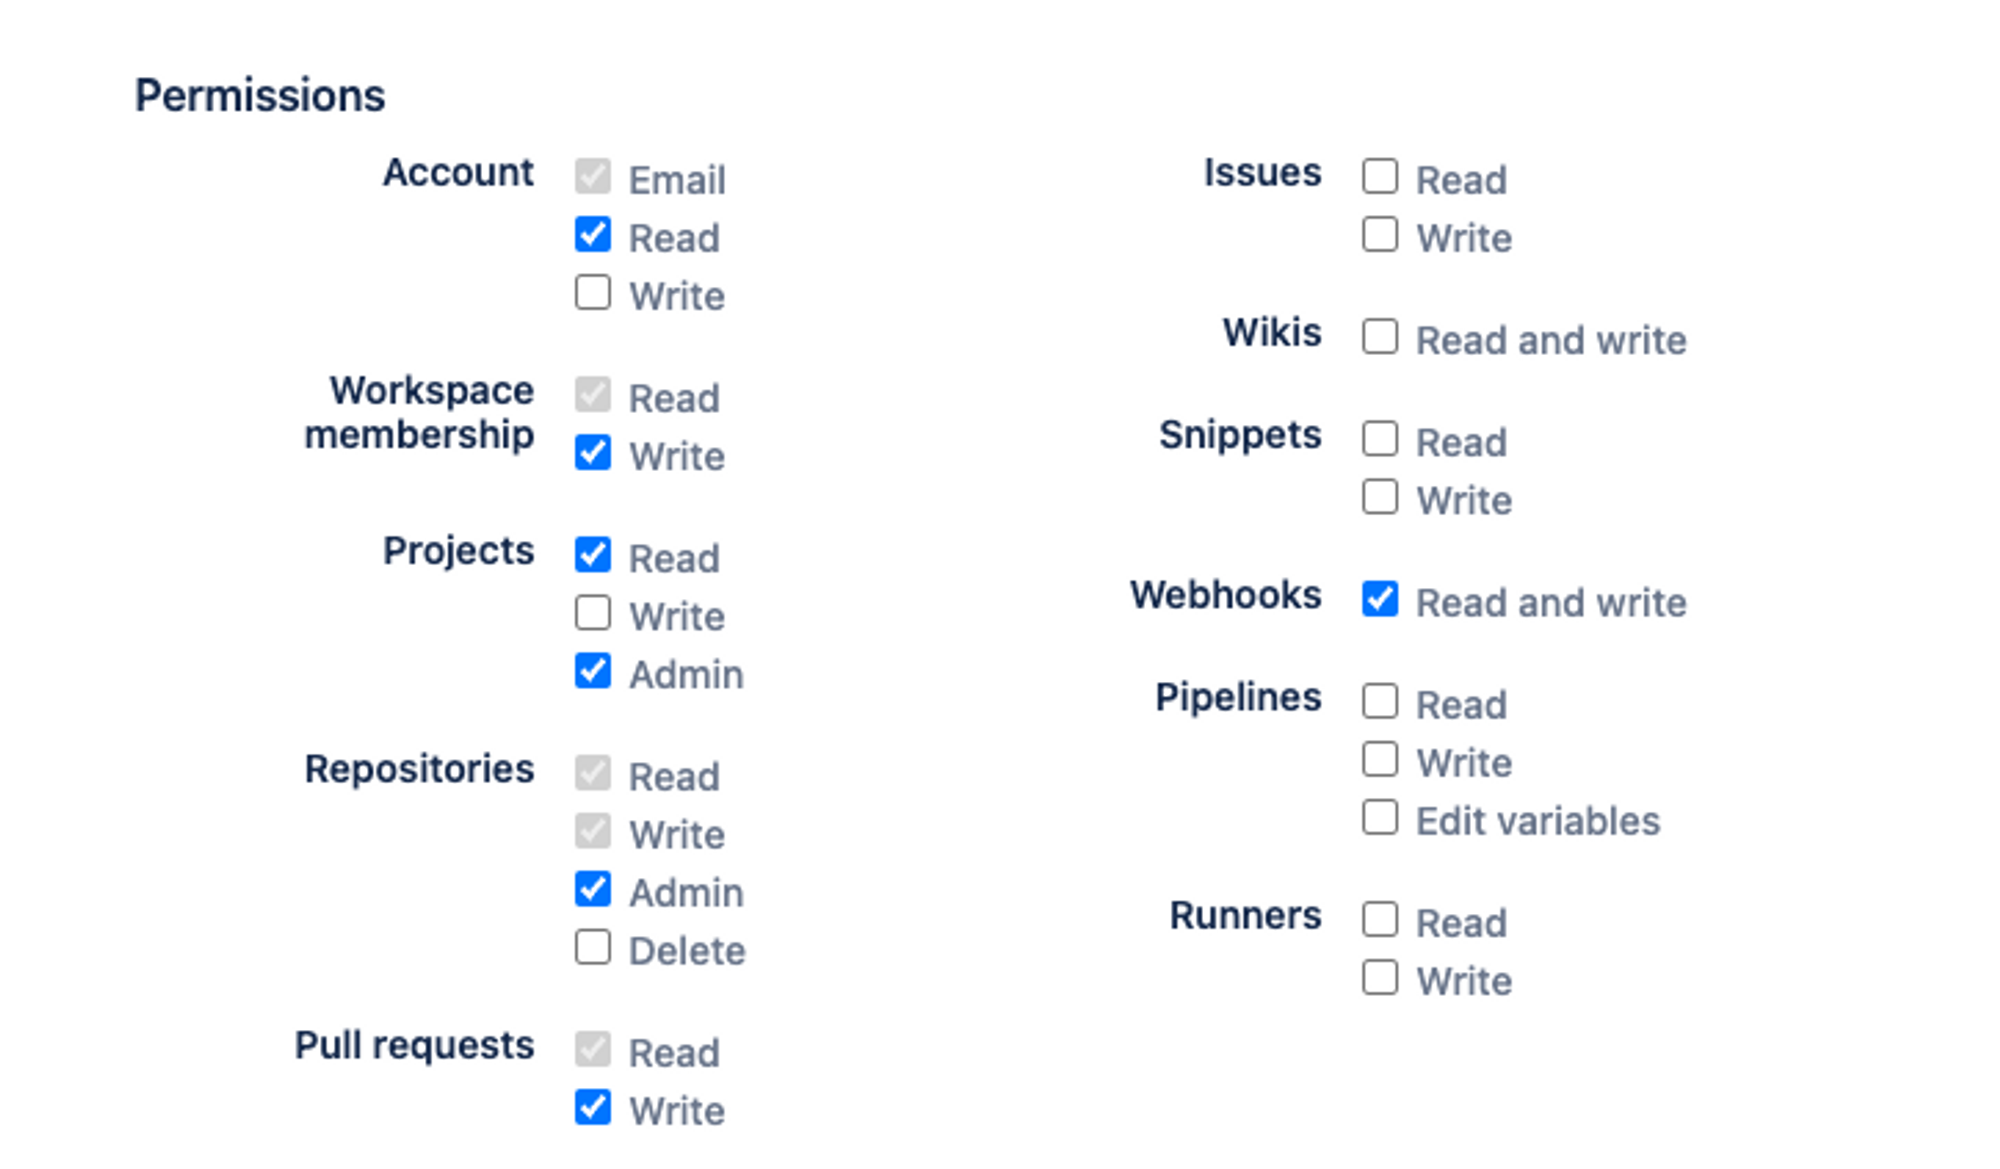 Permissions
Account
Email
Read
Write
Workspace
membership
Read
Write
Projects
Read
Write
Admin
Repositories
Read
Write
Admin
Delete
Pull requests
Read
Write
Issues
Read
Write
Wikis
Read and write
Snippets
Read
Write
Webhooks
Read and write
Pipelines
Read
Write
Edit variables
Runners
Read
Write